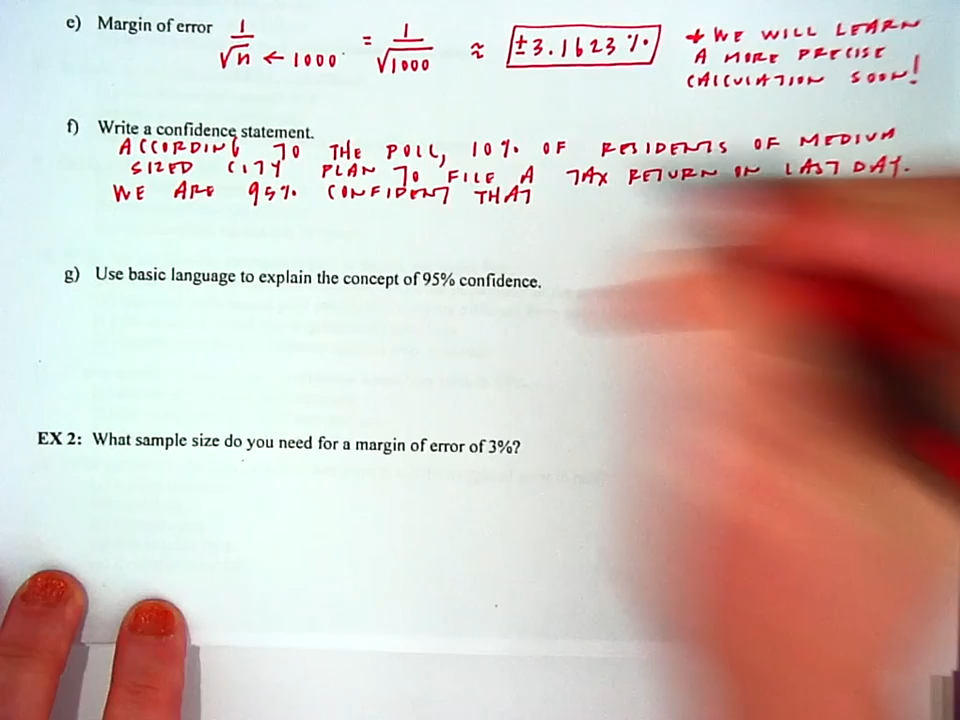 e) Margin of error 1/√n ← 1000 = 1/√1000 ≈ ±3.1623% * WE WILL LEARN
A MORE PRECISE
CALCULATION SOON!
f) Write a confidence statement.
ACCORDING TO THE POLL, 10% OF RESIDENTS OF MEDIUM
SIZED CITY PLAN TO FILE A TAX RETURN ON LAST DAY.
WE ARE 95% CONFIDENT THAT
g) Use basic language to explain the concept of 95% confidence.
EX 2: What sample size do you need for a margin of error of 3%?